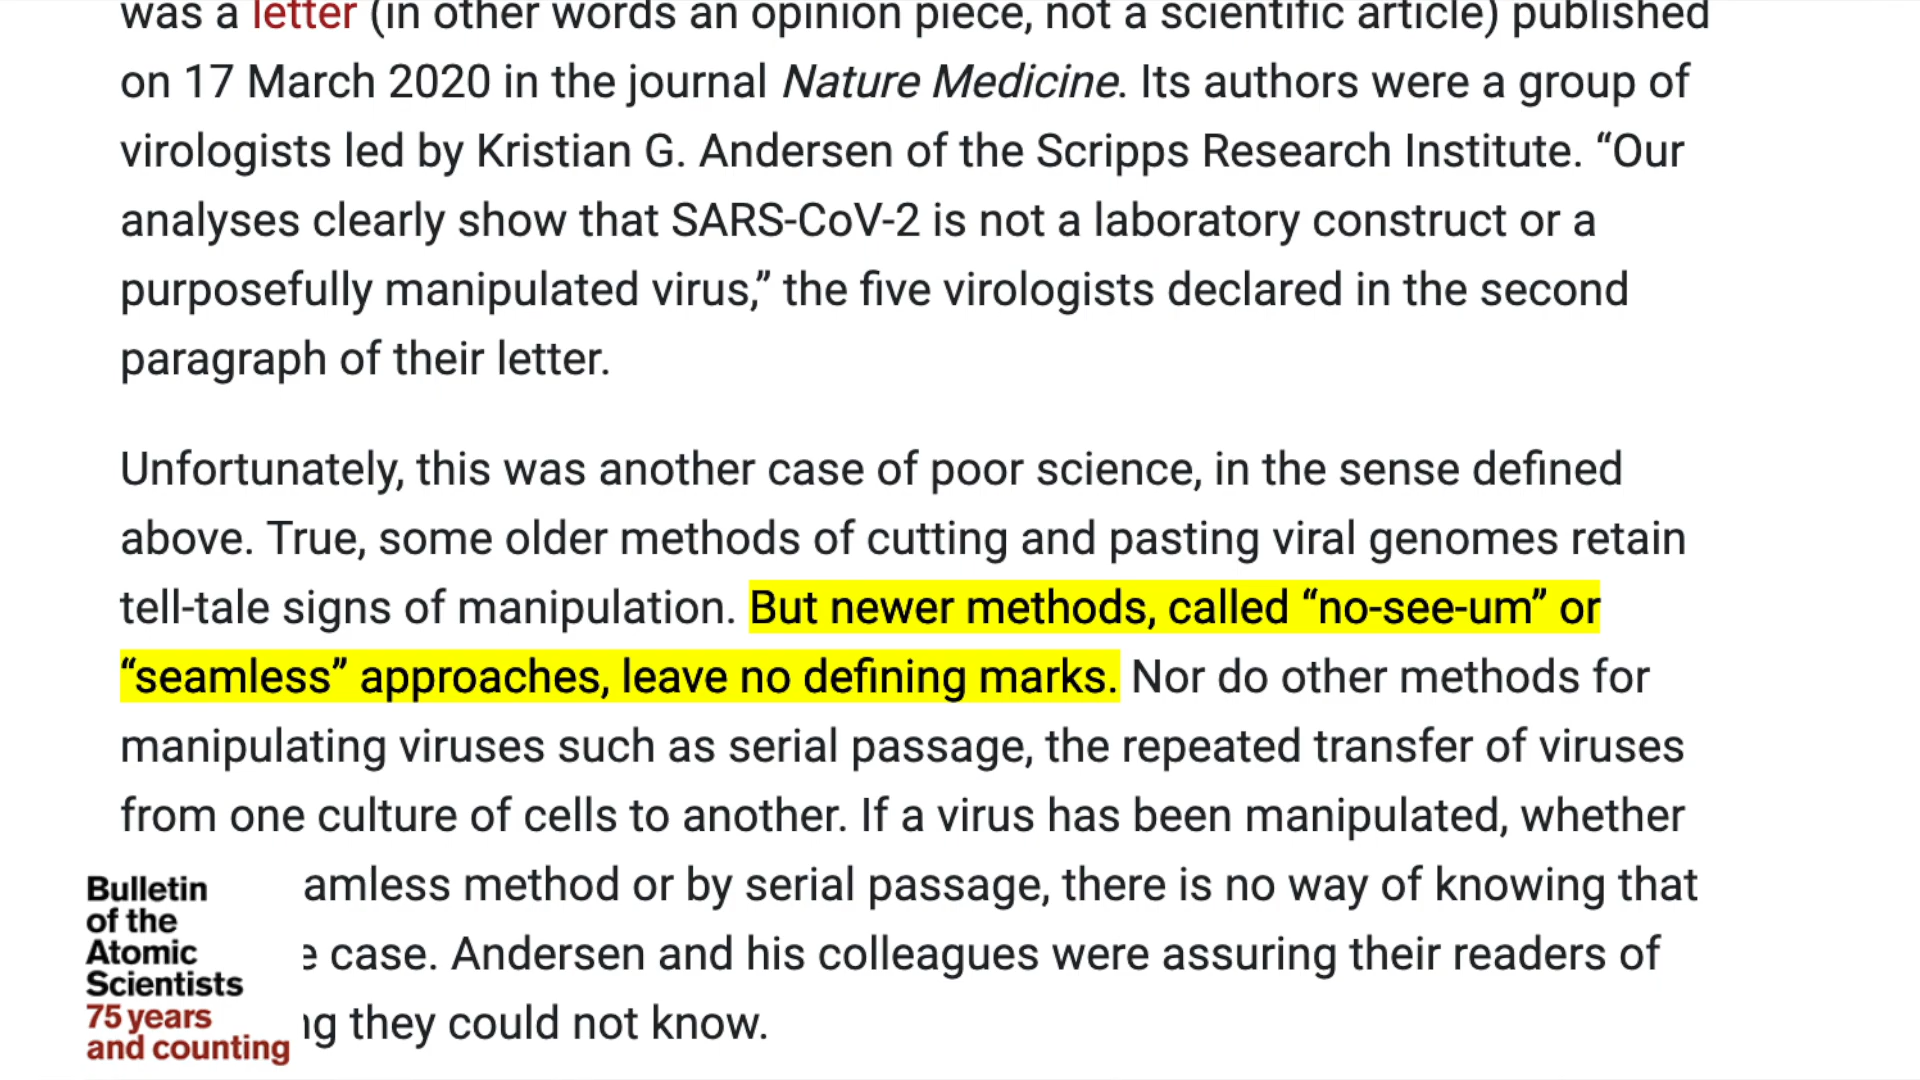 was a letter (in other words an opinion piece, not a scientific article) published
on 17 March 2020 in the journal Nature Medicine. Its authors were a group of
virologists led by Kristian G. Andersen of the Scripps Research Institute. “Our
analyses clearly show that SARS-CoV-2 is not a laboratory construct or a
purposefully manipulated virus,” the five virologists declared in the second
paragraph of their letter.
Unfortunately, this was another case of poor science, in the sense defined
above. True, some older methods of cutting and pasting viral genomes retain
tell-tale signs of manipulation. But newer methods, called “no-see-um” or
“seamless” approaches, leave no defining marks. Nor do other methods for
manipulating viruses such as serial passage, the repeated transfer of viruses
from one culture of cells to another. If a virus has been manipulated, whether
amless method or by serial passage, there is no way of knowing that
e case. Andersen and his colleagues were assuring their readers of
ng they could not know.
Bulletin
of the
Atomic
Scientists
75 years
and counting